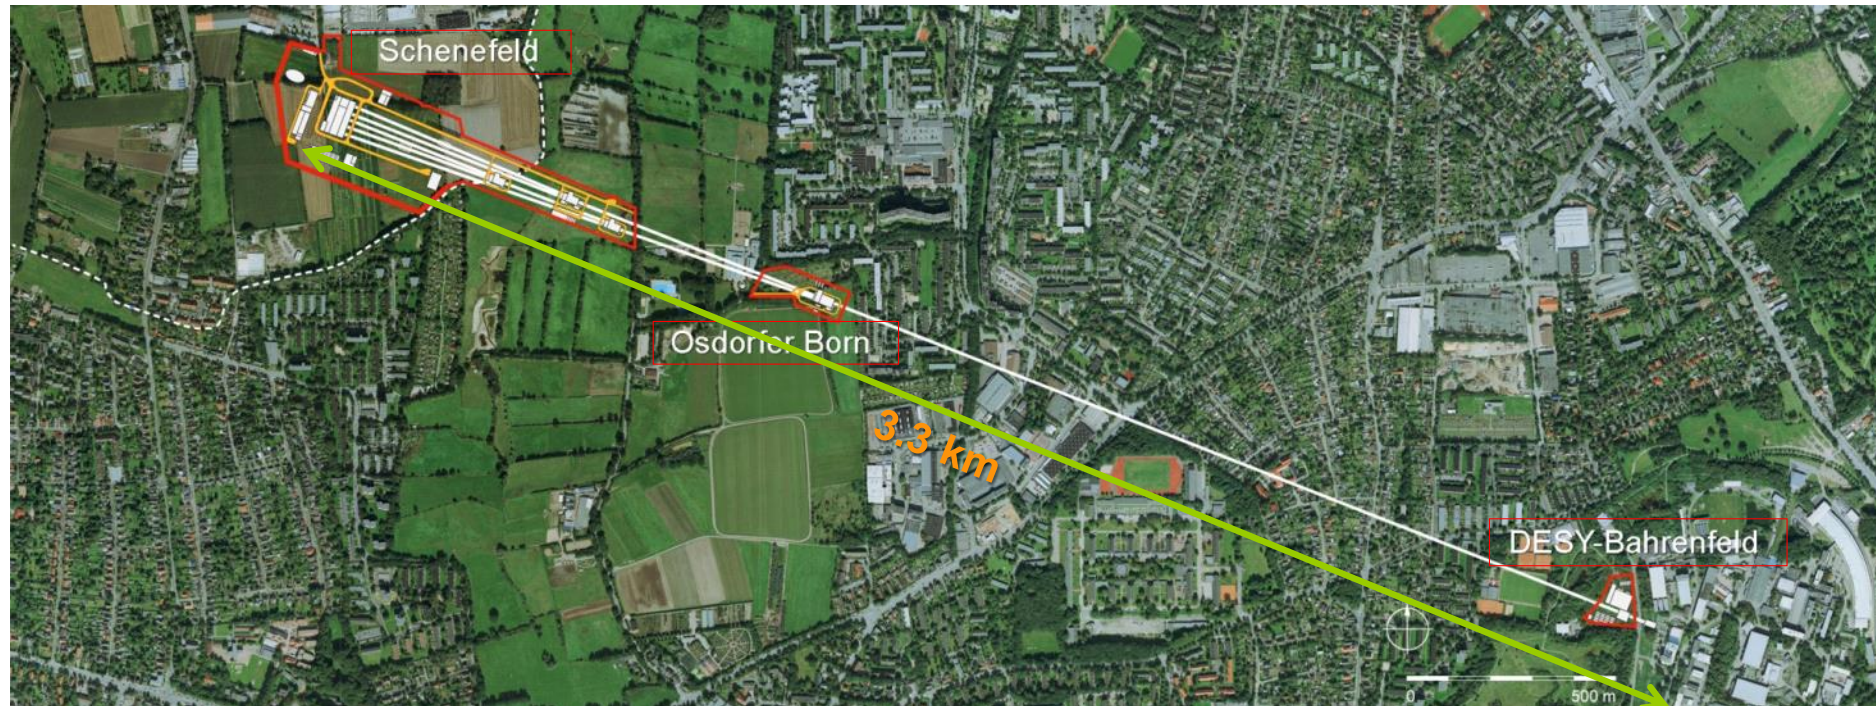 Schenefeld
Osdorfer Born
3.3 km
DESY-Bahrenfeld
0
500 m